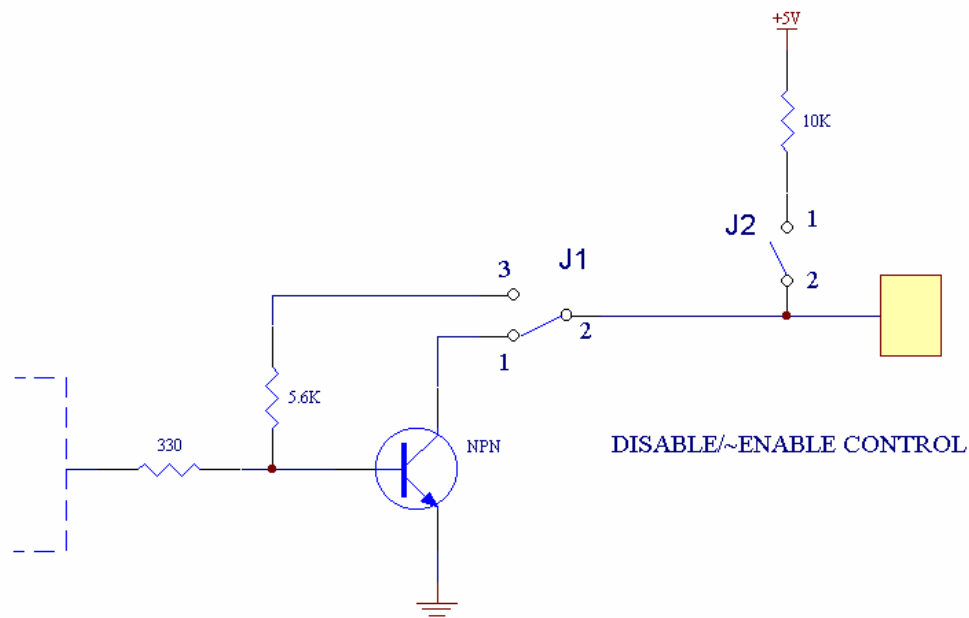 +5V
10K
1
J2
J1
3
2
2
1
5.6K
330
NPN
DISABLE/~ENABLE CONTROL